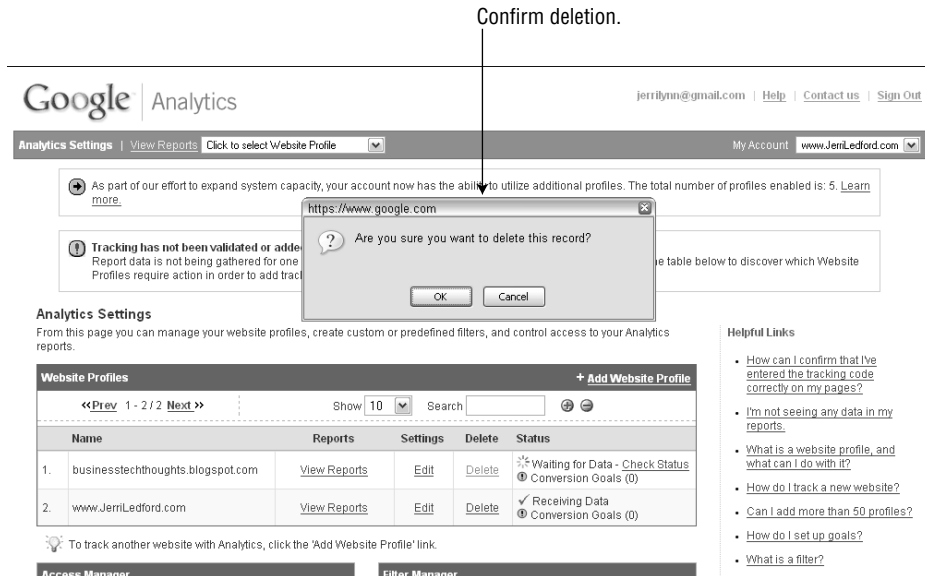 Confirm deletion.
Google Analytics
jerrilynn@gmail.com | Help | Contact us | Sign Out
Analytics Settings | View Reports Click to select Website Profile
My Account www.JerriLedford.com
As part of our effort to expand system capacity, your account now has the ability to utilize additional profiles. The total number of profiles enabled is: 5. Learn
more.
https://www.google.com
Are you sure you want to delete this record?
OK Cancel
Tracking has not been validated or
Report data is not being gathered for one
table below to discover which Website
Profiles require action in order to add
Analytics Settings
From this page you can manage your website profiles, create custom or predefined filters, and control access to your Analytics
reports.
Website Profiles + Add Website Profile
«Prev 1 - 2 / 2 Next» Show 10 Search
Name Reports Settings Delete Status
1. businesstechthoughts.blogspot.com View Reports Edit Delete Waiting for Data - Check Status
Conversion Goals (0)
2. www.JerriLedford.com View Reports Edit Delete Receiving Data
Conversion Goals (0)
To track another website with Analytics, click the 'Add Website Profile' link.
Access Manager Filter Manager
Helpful Links
• How can I confirm that I've
entered the tracking code
correctly on my pages?
• I'm not seeing any data in my
reports.
• What is a website profile, and
what can I do with it?
• How do I track a new website?
• Can I add more than 50 profiles?
• How do I set up goals?
• What is a filter?